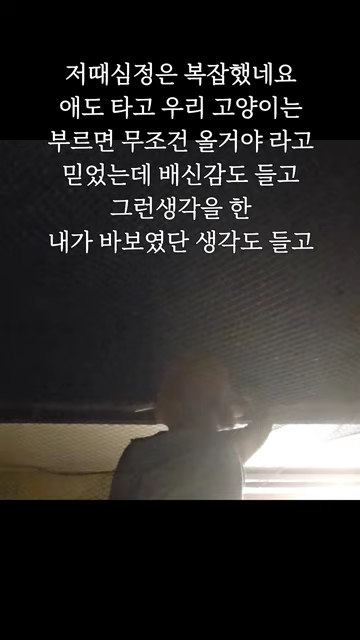 저때심정은 복잡했네요
애도 타고 우리 고양이는
부르면 무조건 올거야 라고
믿었는데 배신감도 들고
그런생각을 한
내가 바보였단 생각도 들고